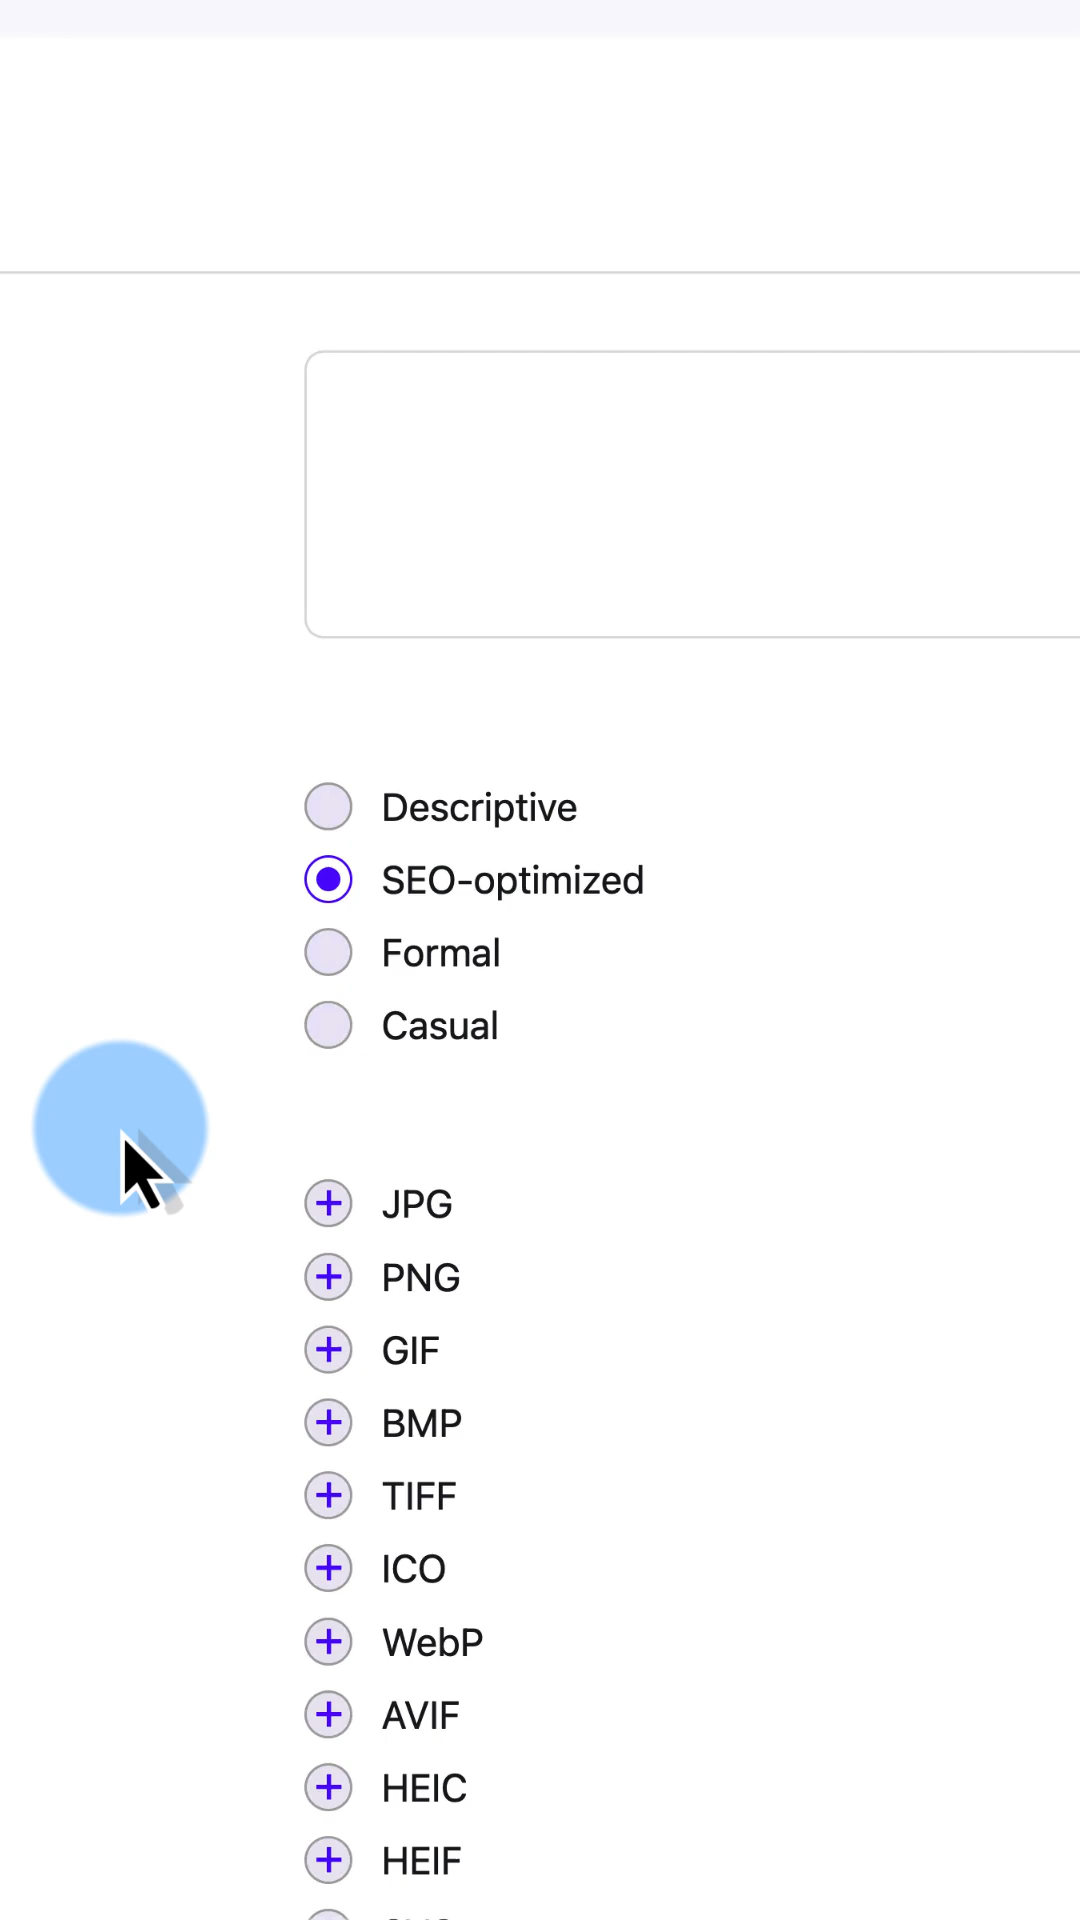 Descriptive
SEO-optimized
Formal
Casual
JPG
PNG
GIF
BMP
TIFF
ICO
WebP
AVIF
HEIC
HEIF